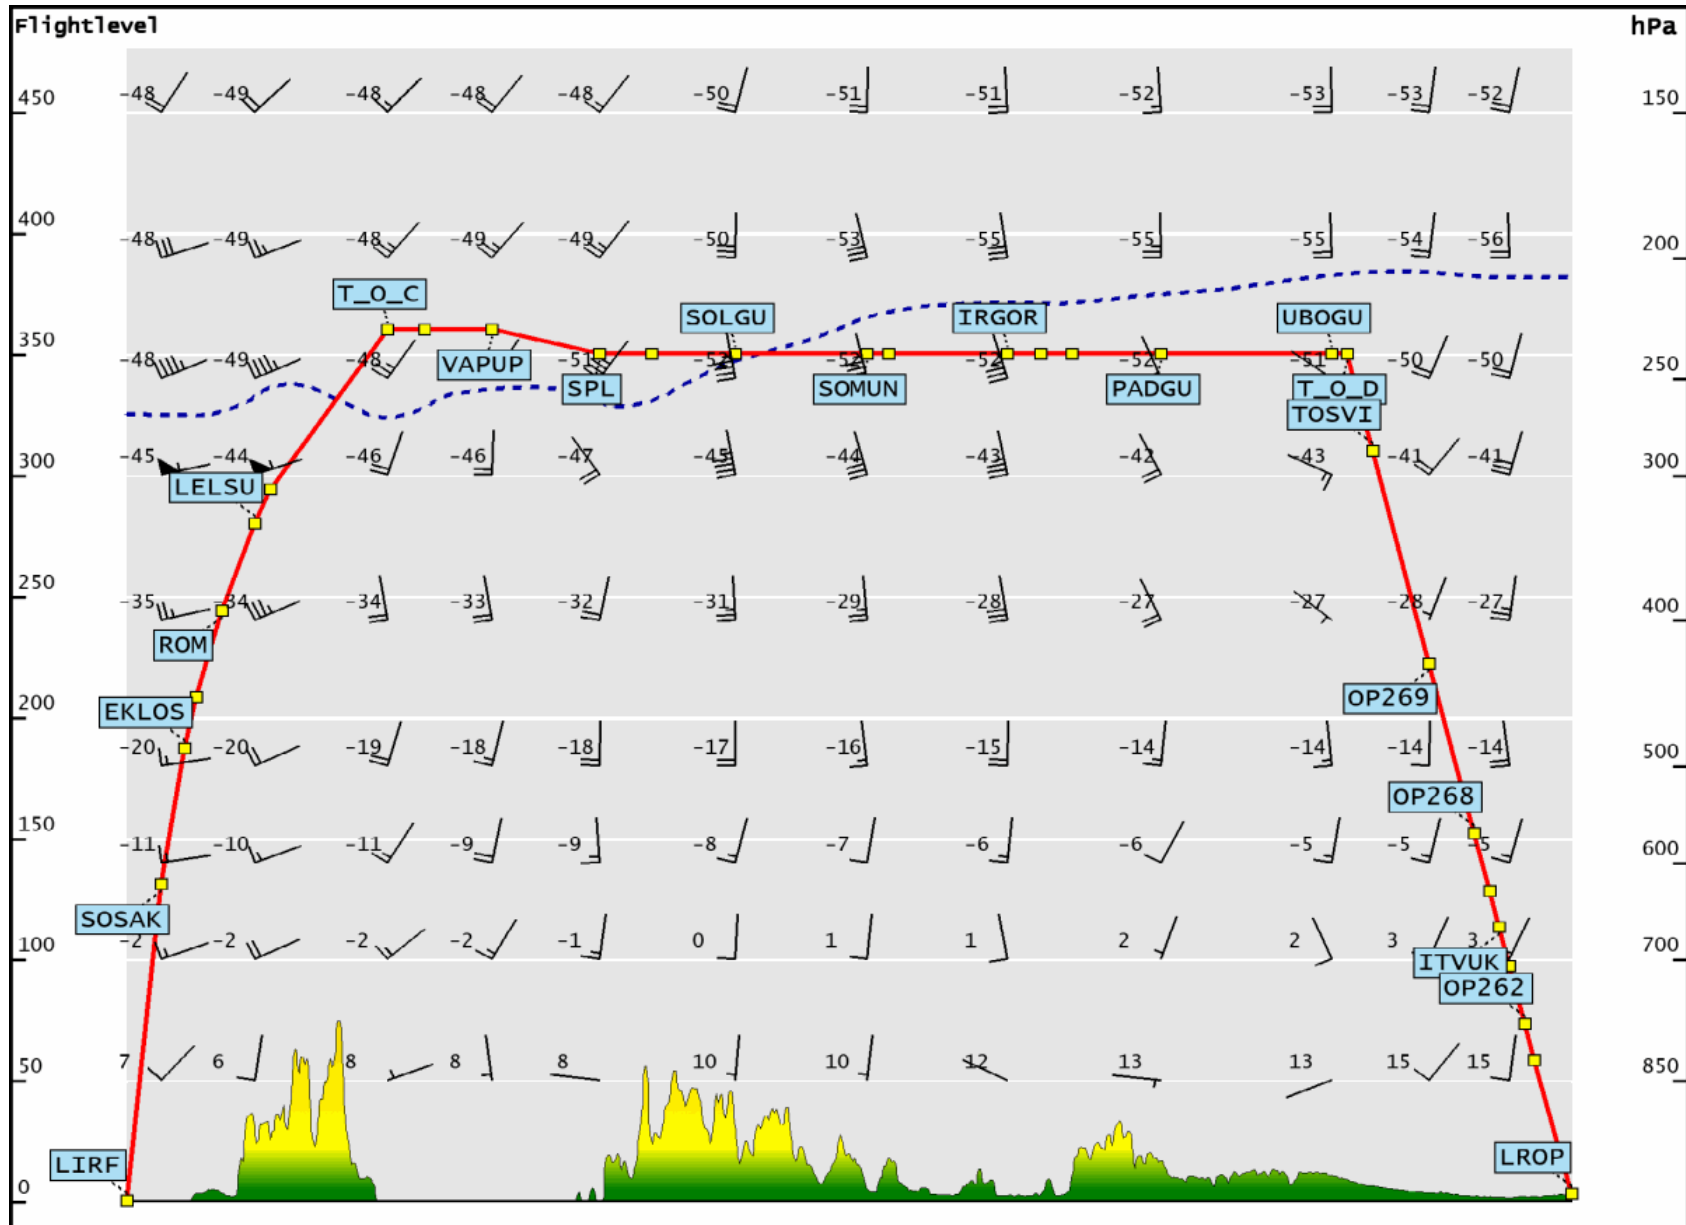 Flightlevel hPa
450 -48 -49 -48 -48 -48 -50 -51 -51 -52 -53 -53 -52 150
400 -48 -49 -48 -49 -49 -50 -53 -55 -55 -55 -54 -56 200
T_O_C
SOLGU IRGOR UBOGU
350 -48 -49 -48 VAPUP -51 -52 -52 -52 -52 -51 -50 -50 250
SPL SOMUN PADGU T_O_D
TOSVI
300 -45 -44 -46 -46 -47 -45 -44 -43 -42 -43 -41 -41 300
LELSU
250 -35 -34 -34 -33 -32 -31 -29 -28 -27 -27 -28 -27 400
ROM
OP269
200 EKLOS
-20 -20 -19 -18 -18 -17 -16 -15 -14 -14 -14 -14 500
OP268
150 -11 -10 -11 -9 -9 -8 -7 -6 -6 -5 -5 -5 600
SOSAK
100 -2 -2 -2 -2 -1 0 1 1 2 2 3 3 700
ITVUK
OP262
50 7 6 8 8 8 10 10 12 13 13 15 15 850
LIRF LROP
0